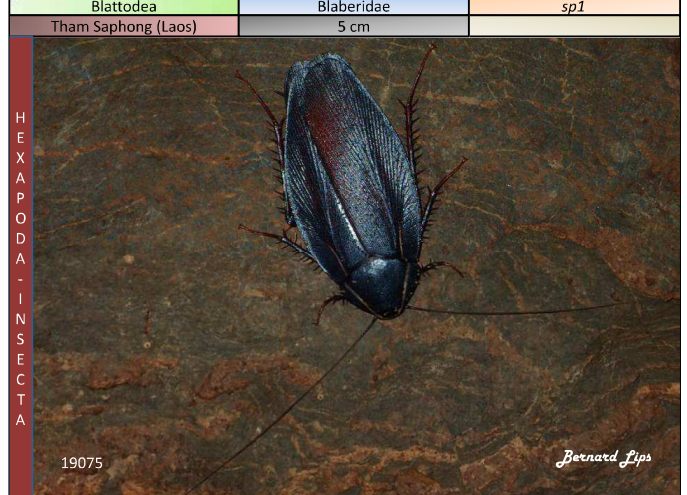 Blattodea Blaberidae sp1
Tham Saphong (Laos) 5 cm
HEXAPODA-INSECTA
19075
Bernard Lips